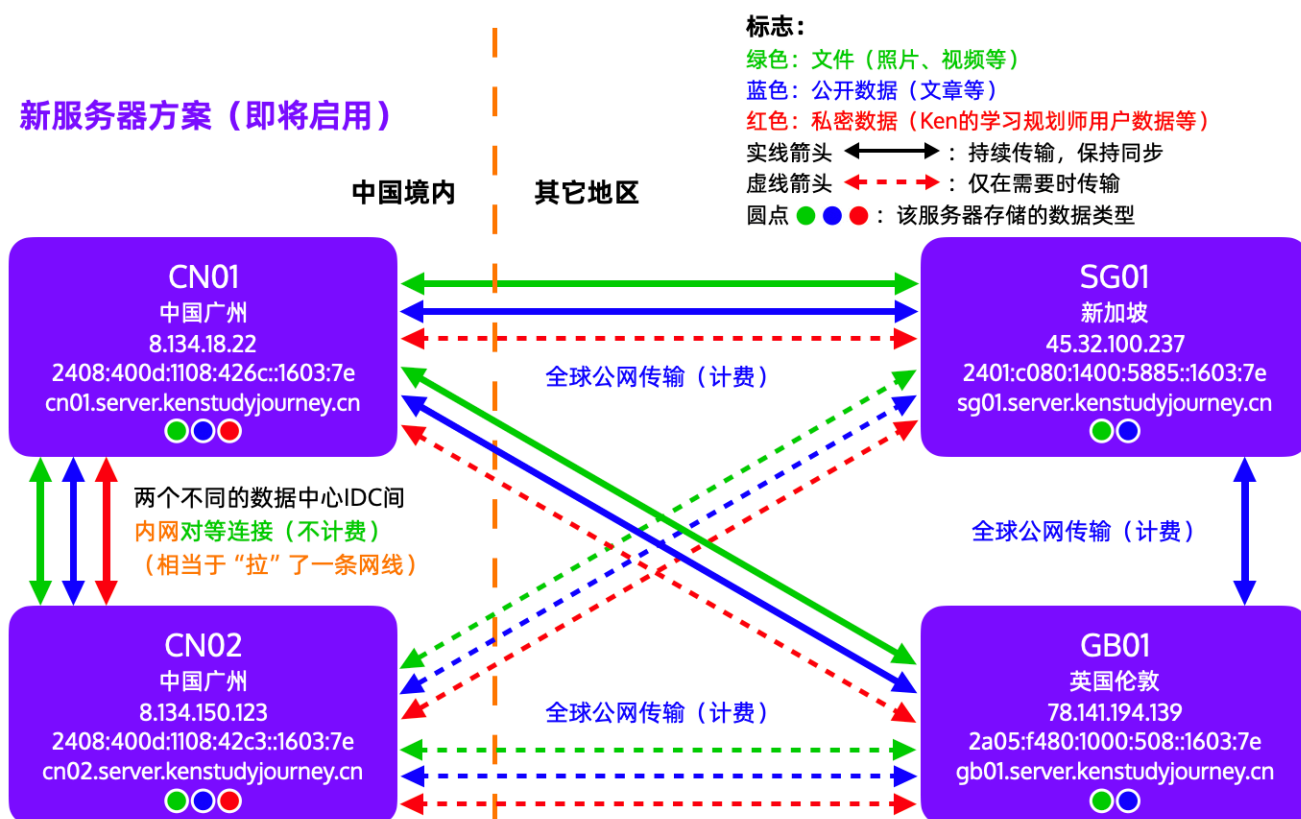 标志：
绿色：文件（照片、视频等）
蓝色：公开数据（文章等）
红色：私密数据（Ken的学习规划师用户数据等）
实线箭头 ：持续传输，保持同步
虚线箭头 ：仅在需要时传输
圆点 ：该服务器存储的数据类型
新服务器方案（即将启用）
中国境内
其它地区
CN01
中国广州
8.134.18.22
2408:400d:1108:426c::1603:7e
cn01.server.kenstudyjourney.cn
SG01
新加坡
45.32.100.237
2401:c080:1400:5885::1603:7e
sg01.server.kenstudyjourney.cn
全球公网传输（计费）
两个不同的数据中心IDC间
内网对等连接（不计费）
（相当于“拉”了一条网线）
全球公网传输（计费）
CN02
中国广州
8.134.150.123
2408:400d:1108:42c3::1603:7e
cn02.server.kenstudyjourney.cn
全球公网传输（计费）
GB01
英国伦敦
78.141.194.139
2a05:f480:1000:508::1603:7e
gb01.server.kenstudyjourney.cn